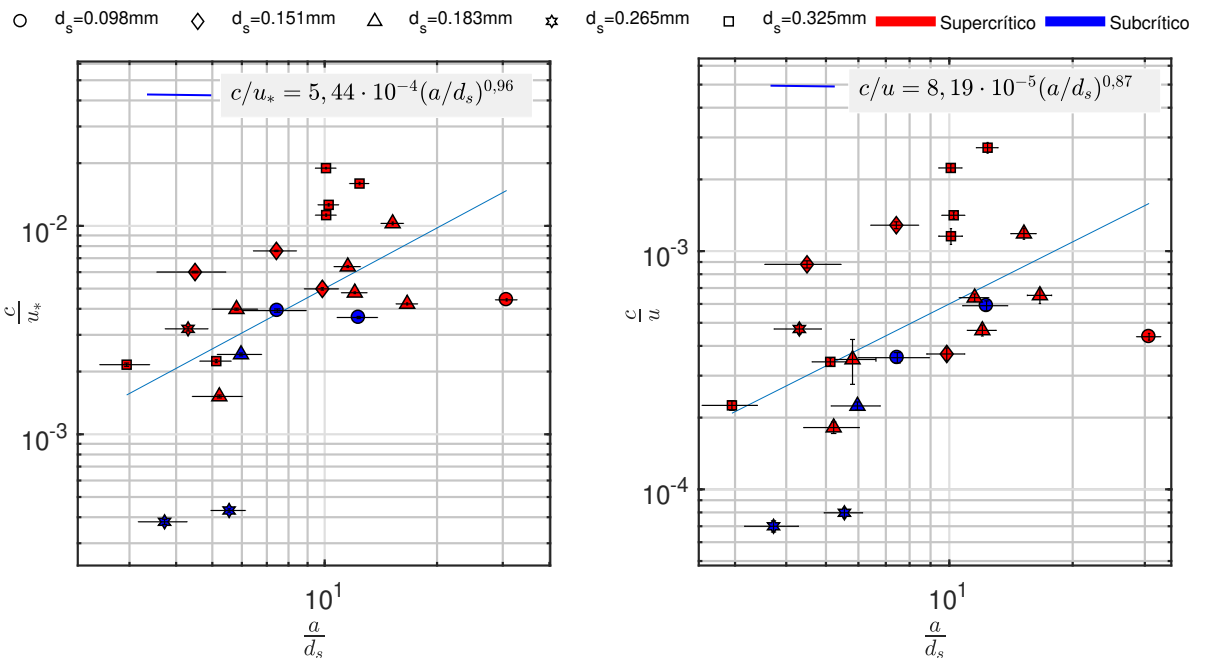 d_s=0.098mm d_s=0.151mm d_s=0.183mm d_s=0.265mm d_s=0.325mm Supercrítico Subcrítico
c/u_* = 5,44 · 10^{-4}(a/d_s)^{0,96}
10^{-2}
c/u_*
10^{-3}
10^1
a/d_s
c/u = 8,19 · 10^{-5}(a/d_s)^{0,87}
10^{-3}
c/u
10^{-4}
10^1
a/d_s